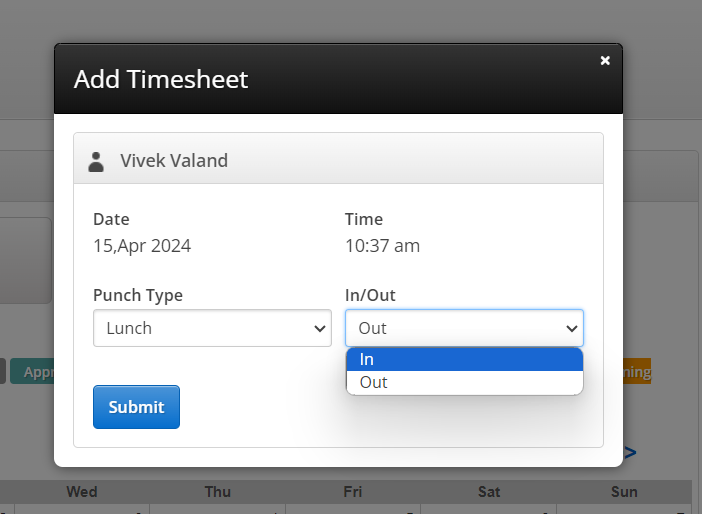 Add Timesheet
Vivek Valand
Date
Time
15,Apr 2024
10:37 am
Punch Type
In/Out
Lunch
Out
In
Out
Submit
>
Wed Thu Fri Sat Sun